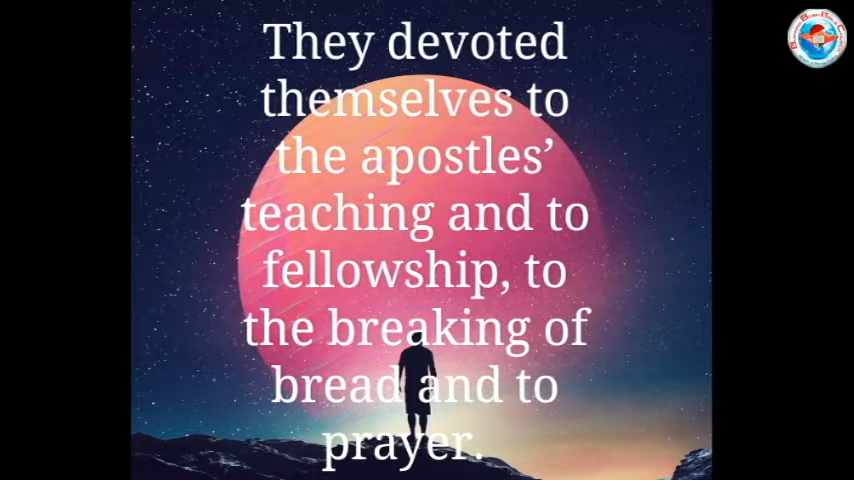 They devoted
themselves to
the apostles’
teaching and to
fellowship, to
the breaking of
bread and to
prayer.